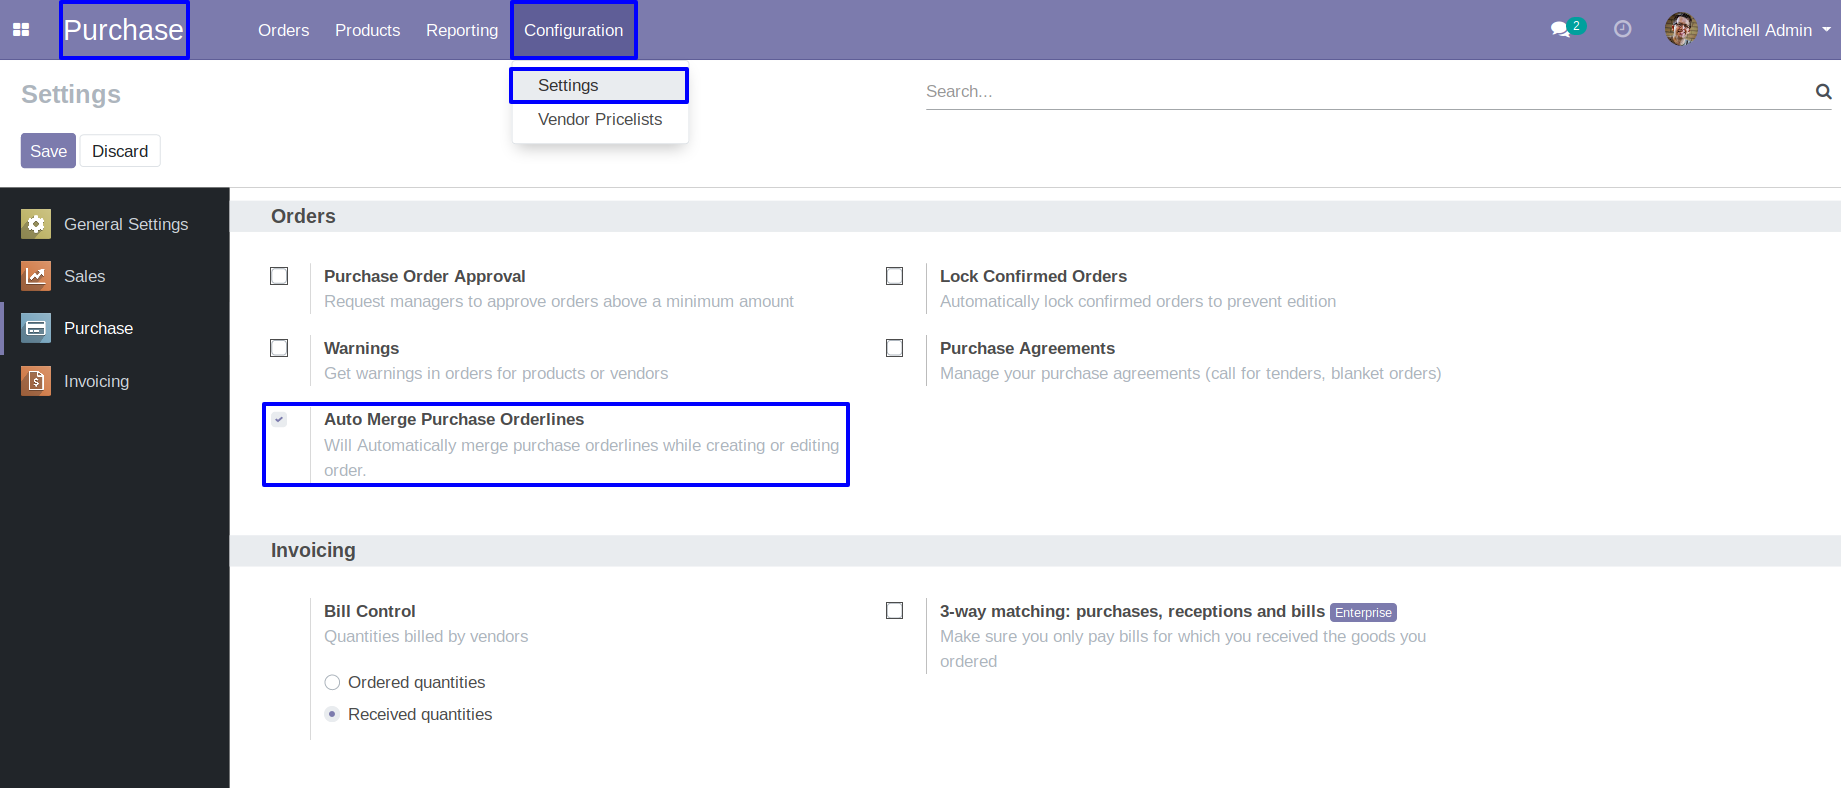 Purchase Orders Products Reporting Configuration 2 Mitchell Admin
Settings
Vendor Pricelists
Settings
Search...
Save Discard
General Settings
Sales
Purchase
Invoicing
Orders
Purchase Order Approval
Request managers to approve orders above a minimum amount
Lock Confirmed Orders
Automatically lock confirmed orders to prevent edition
Warnings
Get warnings in orders for products or vendors
Purchase Agreements
Manage your purchase agreements (call for tenders, blanket orders)
Auto Merge Purchase Orderlines
Will Automatically merge purchase orderlines while creating or editing
order.
Invoicing
Bill Control
Quantities billed by vendors
Ordered quantities
Received quantities
3-way matching: purchases, receptions and bills Enterprise
Make sure you only pay bills for which you received the goods you
ordered